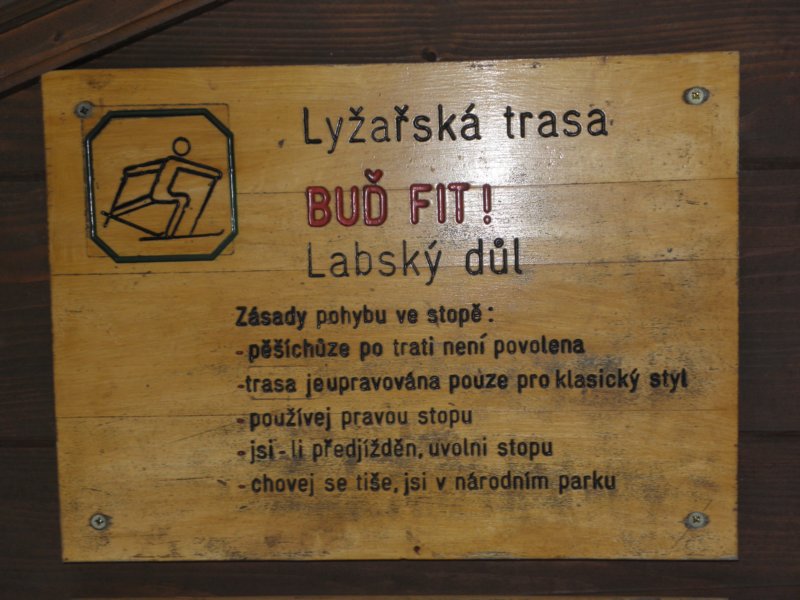 Lyžařská trasa
BUĎ FIT!
Labský důl
Zásady pohybu ve stopě:
-pěšíchůze po trati není povolena
-trasa jeupravována pouze pro klasický styl
-používej pravou stopu
-jsi-li předjížděn, uvolni stopu
-chovej se tiše, jsi v národním parku